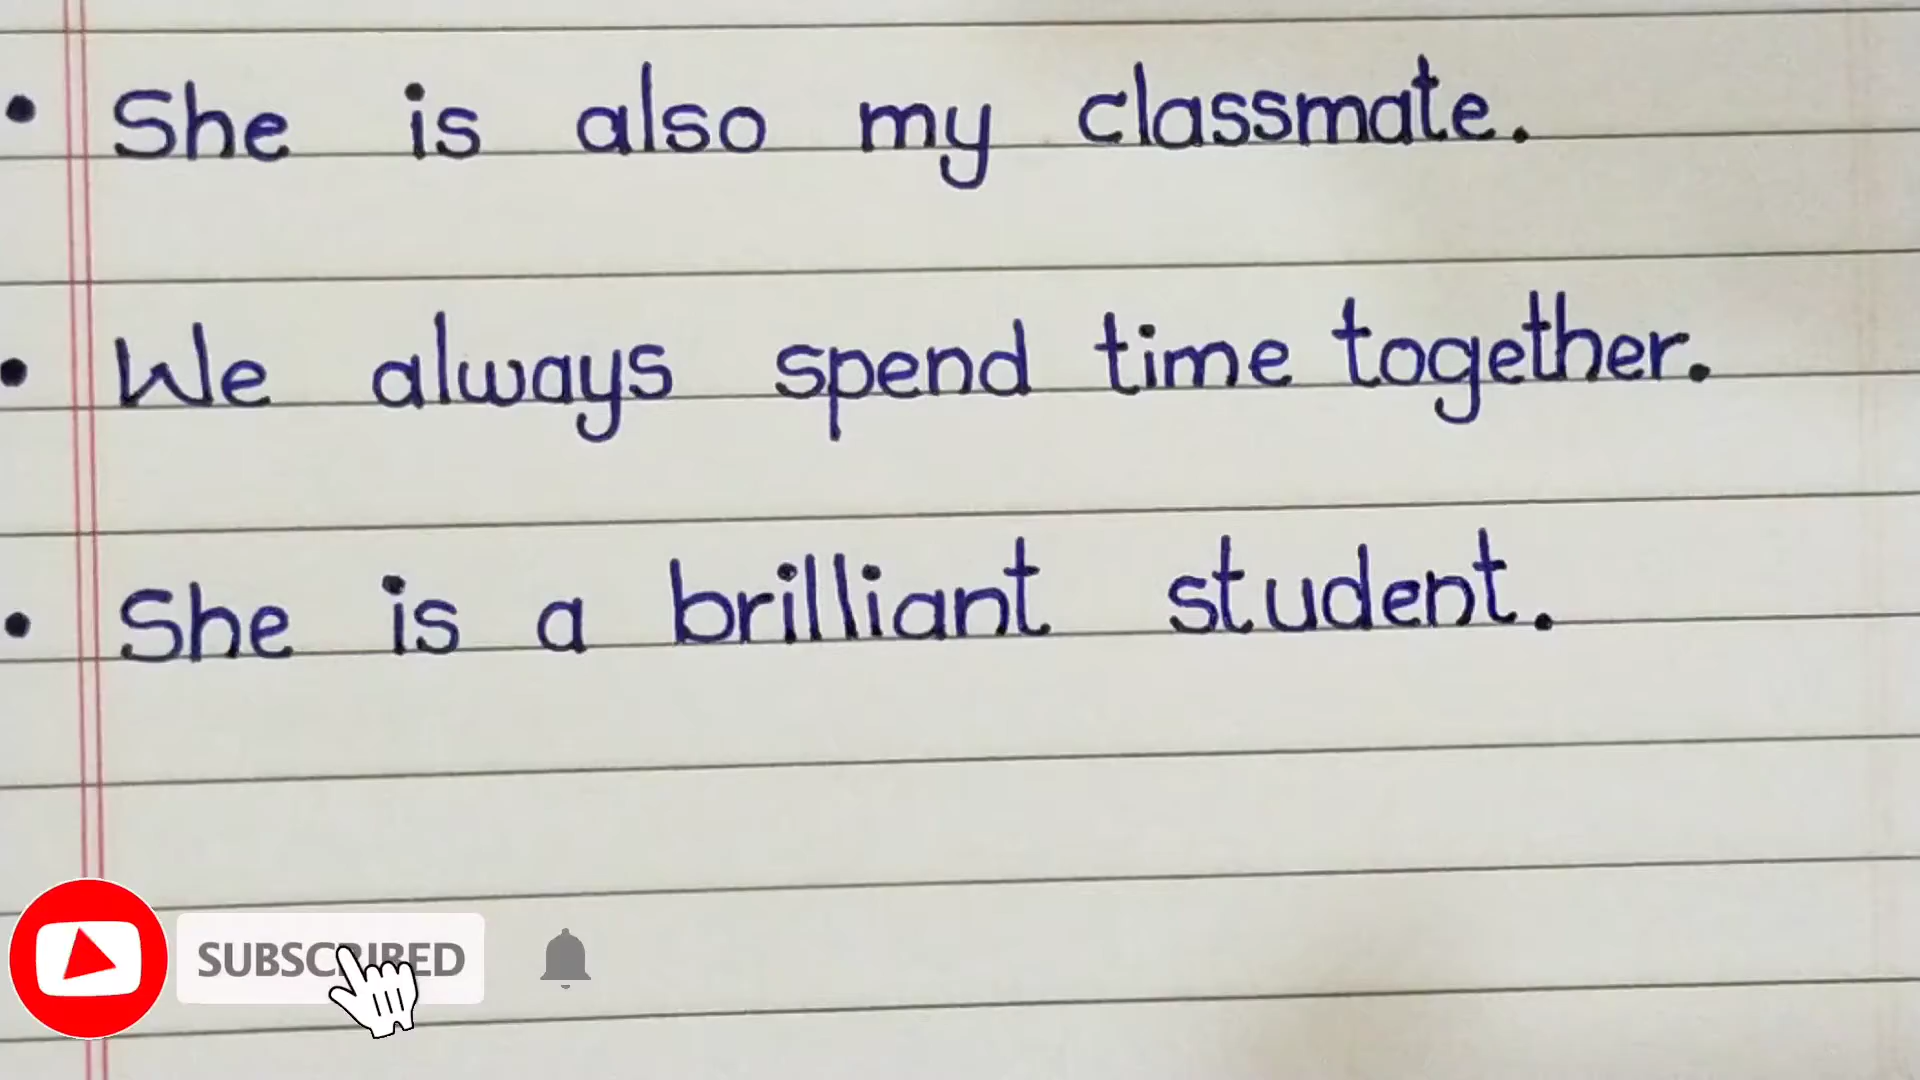 • She is also my classmate.
• We always spend time together.
• She is a brilliant student.
SUBSCRIBED